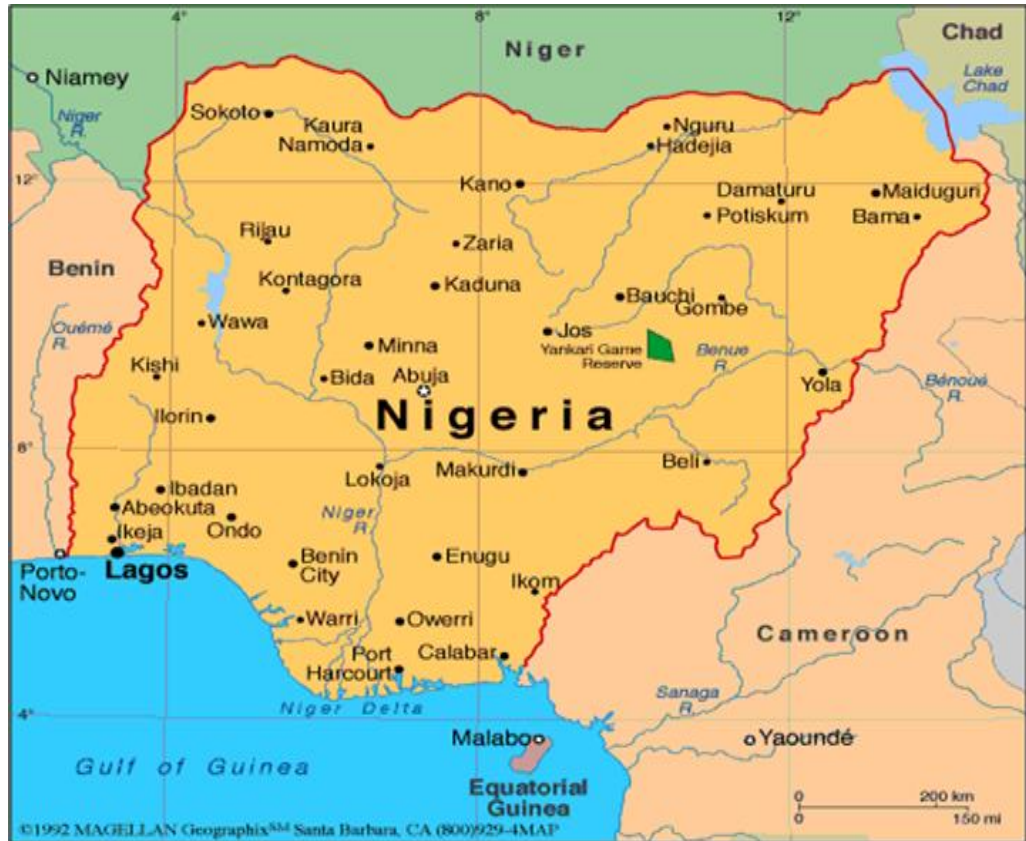 4°
8°
12°
Chad
Niger
Lake
Chad
Niamey
Niger
R.
Sokoto
Kaura
Namoda
Nguru
Hadejia
12°
Kano
Damaturu
Maiduguri
Potiskum
Bama
Rijau
Zaria
Benin
Kontagora
Kaduna
Bauchi
Gombe
Ouémé
R.
Wawa
Jos
Minna
Yankari Game
Reserve
Benue
R.
Kishi
Bida
Abuja
Yola
Bénoué
R.
Nigeria
Ilorin
8°
Lokoja
Makurdi
Beli
Ibadan
Abeokuta
Niger
R.
Ikeja
Ondo
Lagos
Benin
City
Enugu
Porto-
Novo
Ikom
Warri
Owerri
Cameroon
Port
Harcourt
Calabar
Sanaga
R.
Niger Delta
4°
Malabo
Yaoundé
Gulf of Guinea
Equatorial
Guinea
0
200 km
0
150 mi
©1992 MAGELLAN Geographix℠ Santa Barbara, CA (800)929-4MAP